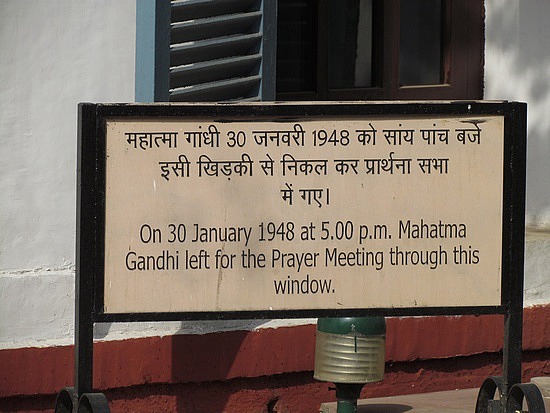 महात्मा गांधी 30 जनवरी 1948 को सांय पांच बजे
इसी खिड़की से निकल कर प्रार्थना सभा
में गए।
On 30 January 1948 at 5.00 p.m. Mahatma
Gandhi left for the Prayer Meeting through this
window.